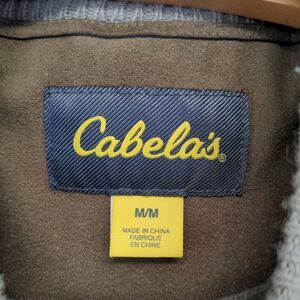 Cabela's®
M/M
MADE IN CHINA
FABRIQUÉ
EN CHINE